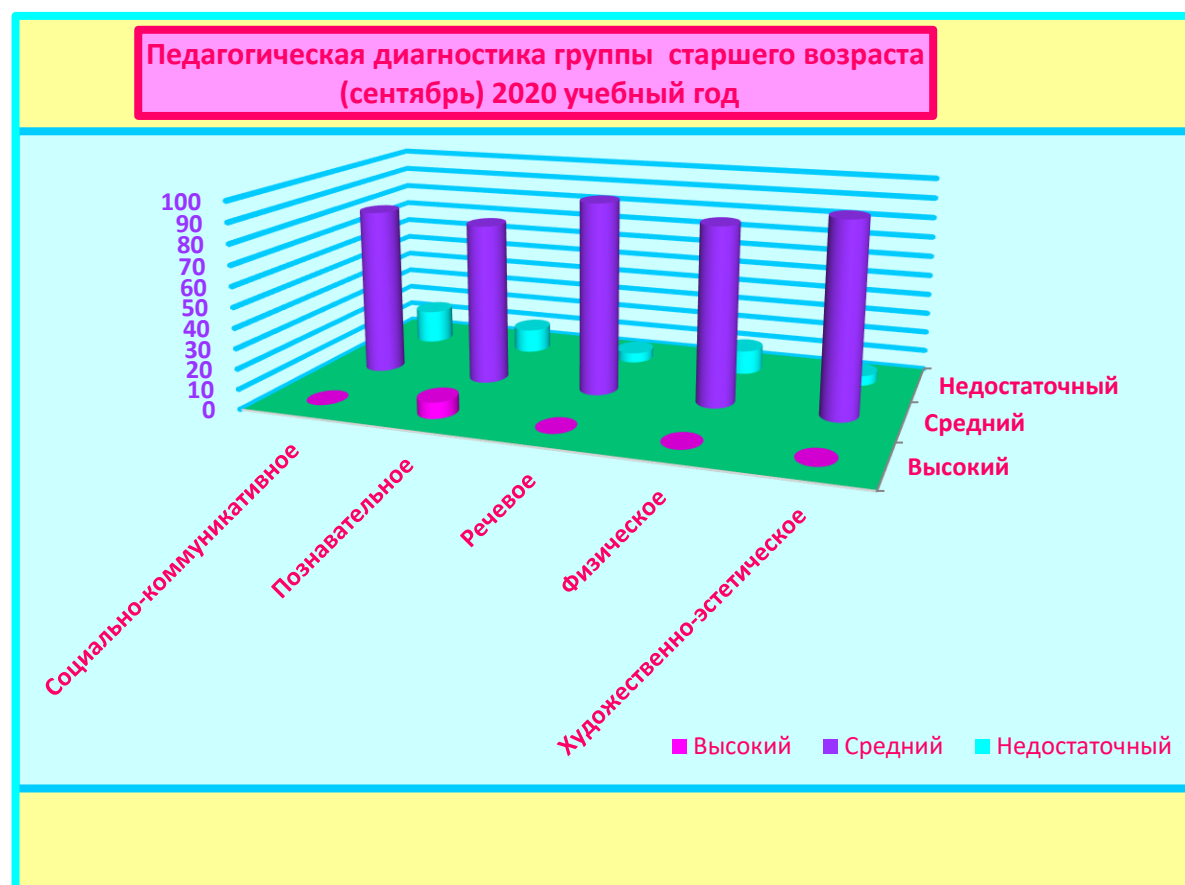 Педагогическая диагностика группы старшего возраста
(сентябрь) 2020 учебный год
100
90
80
70
60
50
40
30
20
10
0
Недостаточный
Средний
Высокий
Социально-коммуникативное
Познавательное
Речевое
Физическое
Художественно-эстетическое
Высокий Средний Недостаточный